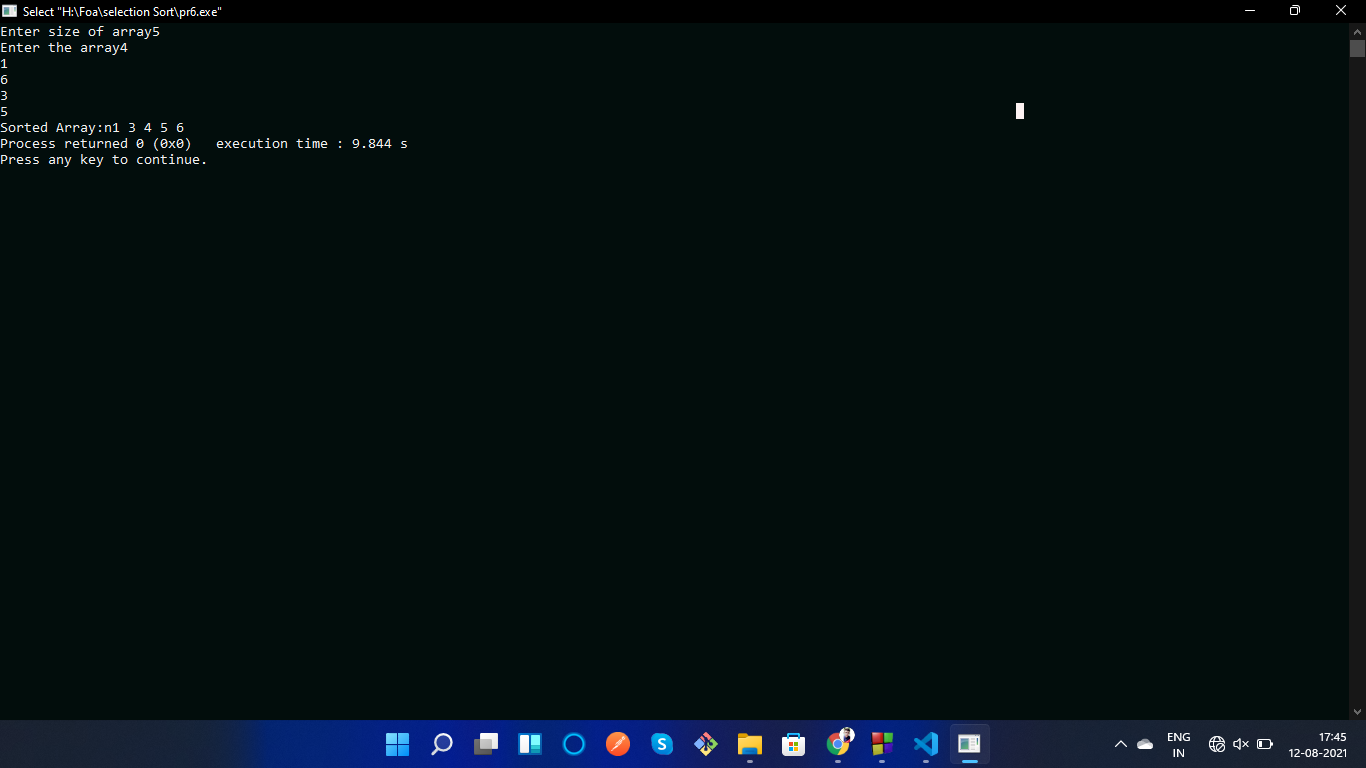 Select "H:\Foa\selection Sort\pr6.exe"
Enter size of array5
Enter the array4
1
6
3
5
Sorted Array:n1 3 4 5 6
Process returned 0 (0x0)   execution time : 9.844 s
Press any key to continue.
ENG
IN
17:45
12-08-2021